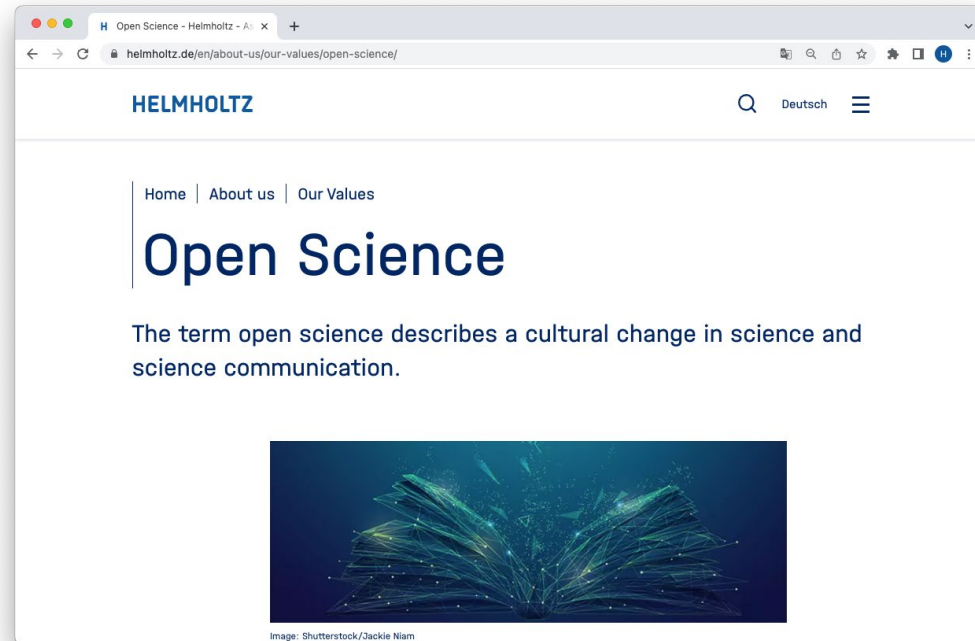 H Open Science - Helmholtz - As
helmholtz.de/en/about-us/our-values/open-science/
H
HELMHOLTZ
Deutsch
Home | About us | Our Values
Open Science
The term open science describes a cultural change in science and
science communication.
Image: Shutterstock/Jackie Niam